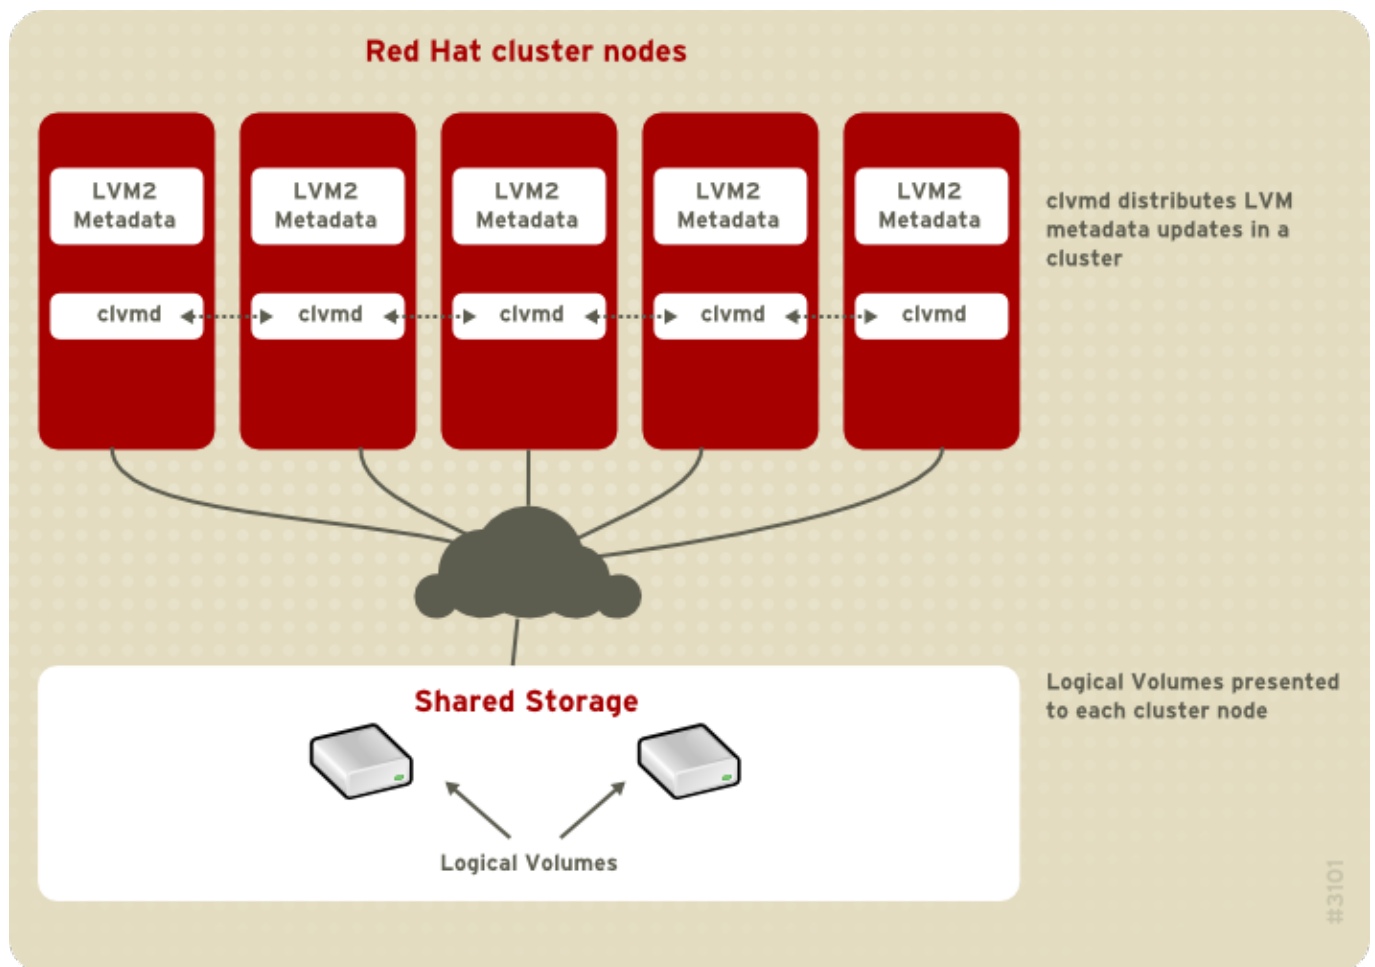 Red Hat cluster nodes
LVM2
Metadata
LVM2
Metadata
LVM2
Metadata
LVM2
Metadata
LVM2
Metadata
clvmd distributes LVM
metadata updates in a
cluster
clvmd
clvmd
clvmd
clvmd
clvmd
Shared Storage
Logical Volumes presented
to each cluster node
Logical Volumes
#3101